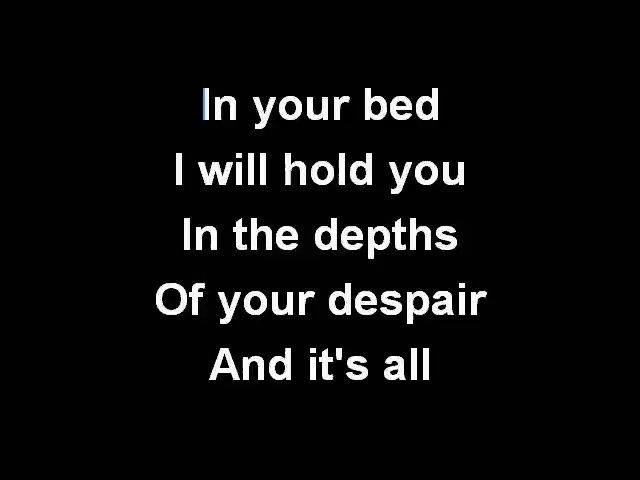 In your bed
I will hold you
In the depths
Of your despair
And it's all